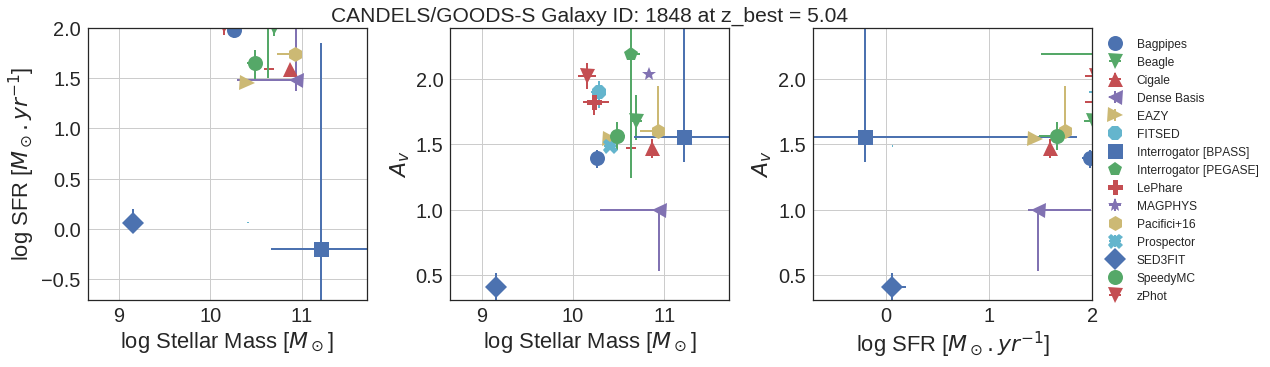 CANDELS/GOODS-S Galaxy ID: 1848 at z_best = 5.04
log SFR [M⊙.yr⁻¹]
2.0
1.5
1.0
0.5
0.0
−0.5
9
10
11
log Stellar Mass [M⊙]
A_V
2.0
1.5
1.0
0.5
9
10
11
log Stellar Mass [M⊙]
A_V
2.0
1.5
1.0
0.5
0
1
2
log SFR [M⊙.yr⁻¹]
Bagpipes
Beagle
Cigale
Dense Basis
EAZY
FITSED
Interrogator [BPASS]
Interrogator [PEGASE]
LePhare
MAGPHYS
Pacifici+16
Prospector
SED3FIT
SpeedyMC
zPhot